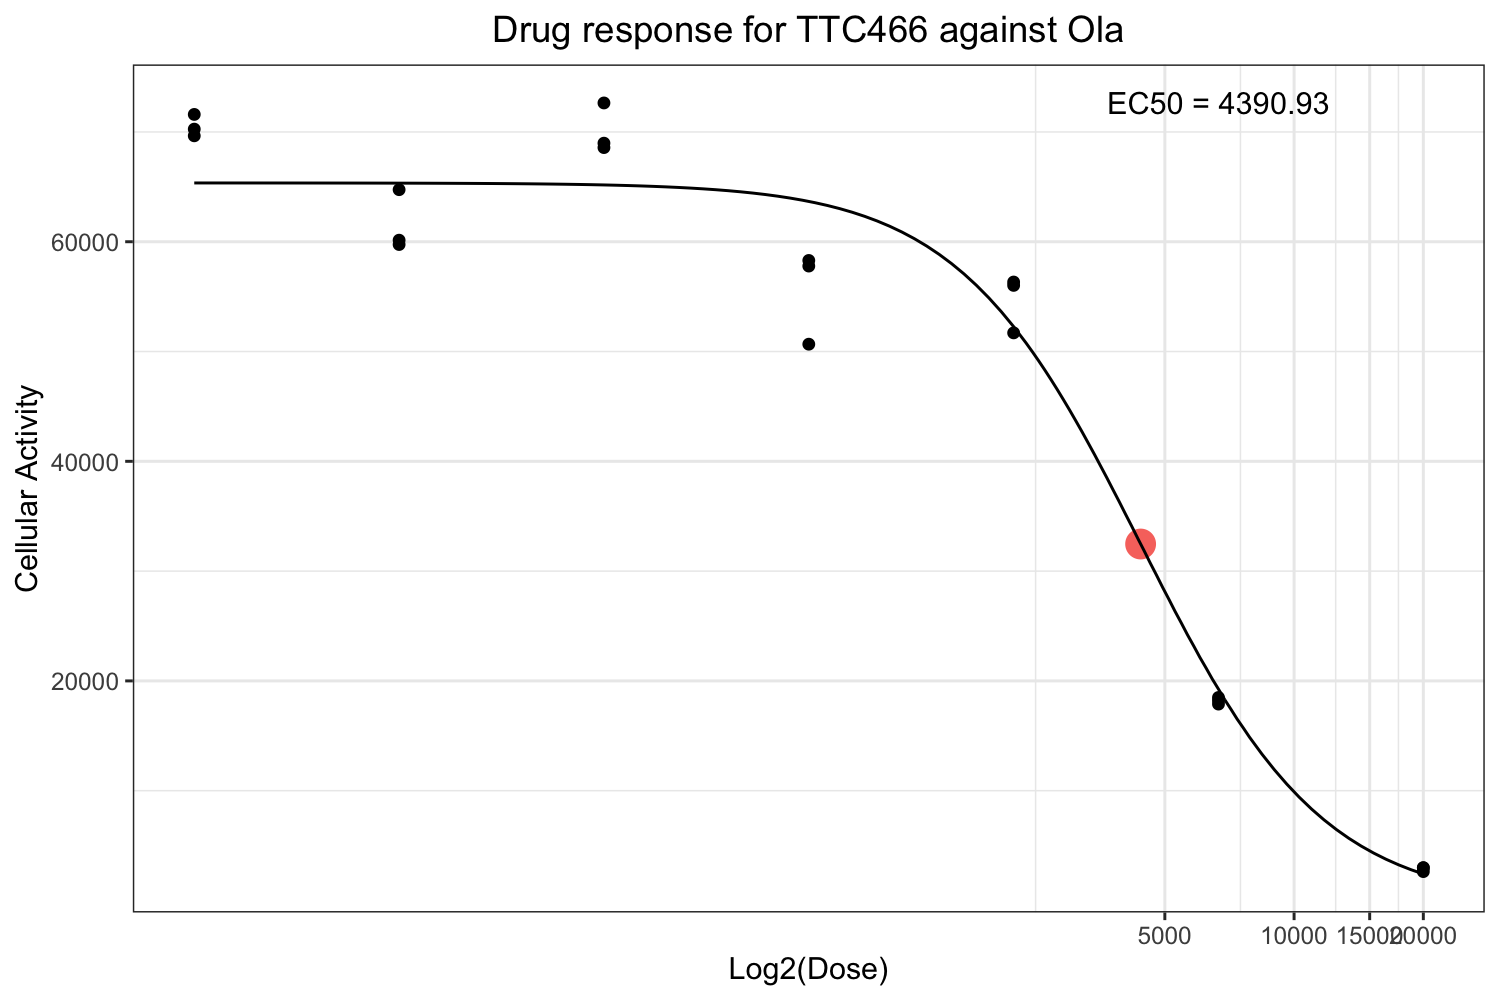 Drug response for TTC466 against Ola
EC50 = 4390.93
Cellular Activity
60000
40000
20000
5000 10000 15000 20000
Log2(Dose)